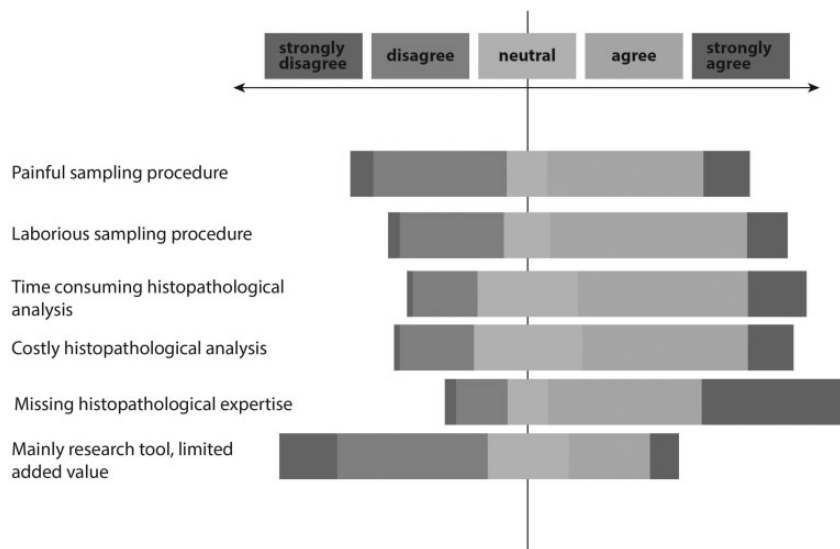 strongly
disagree
disagree
neutral
agree
strongly
agree
Painful sampling procedure
Laborious sampling procedure
Time consuming histopathological
analysis
Costly histopathological analysis
Missing histopathological expertise
Mainly research tool, limited
added value